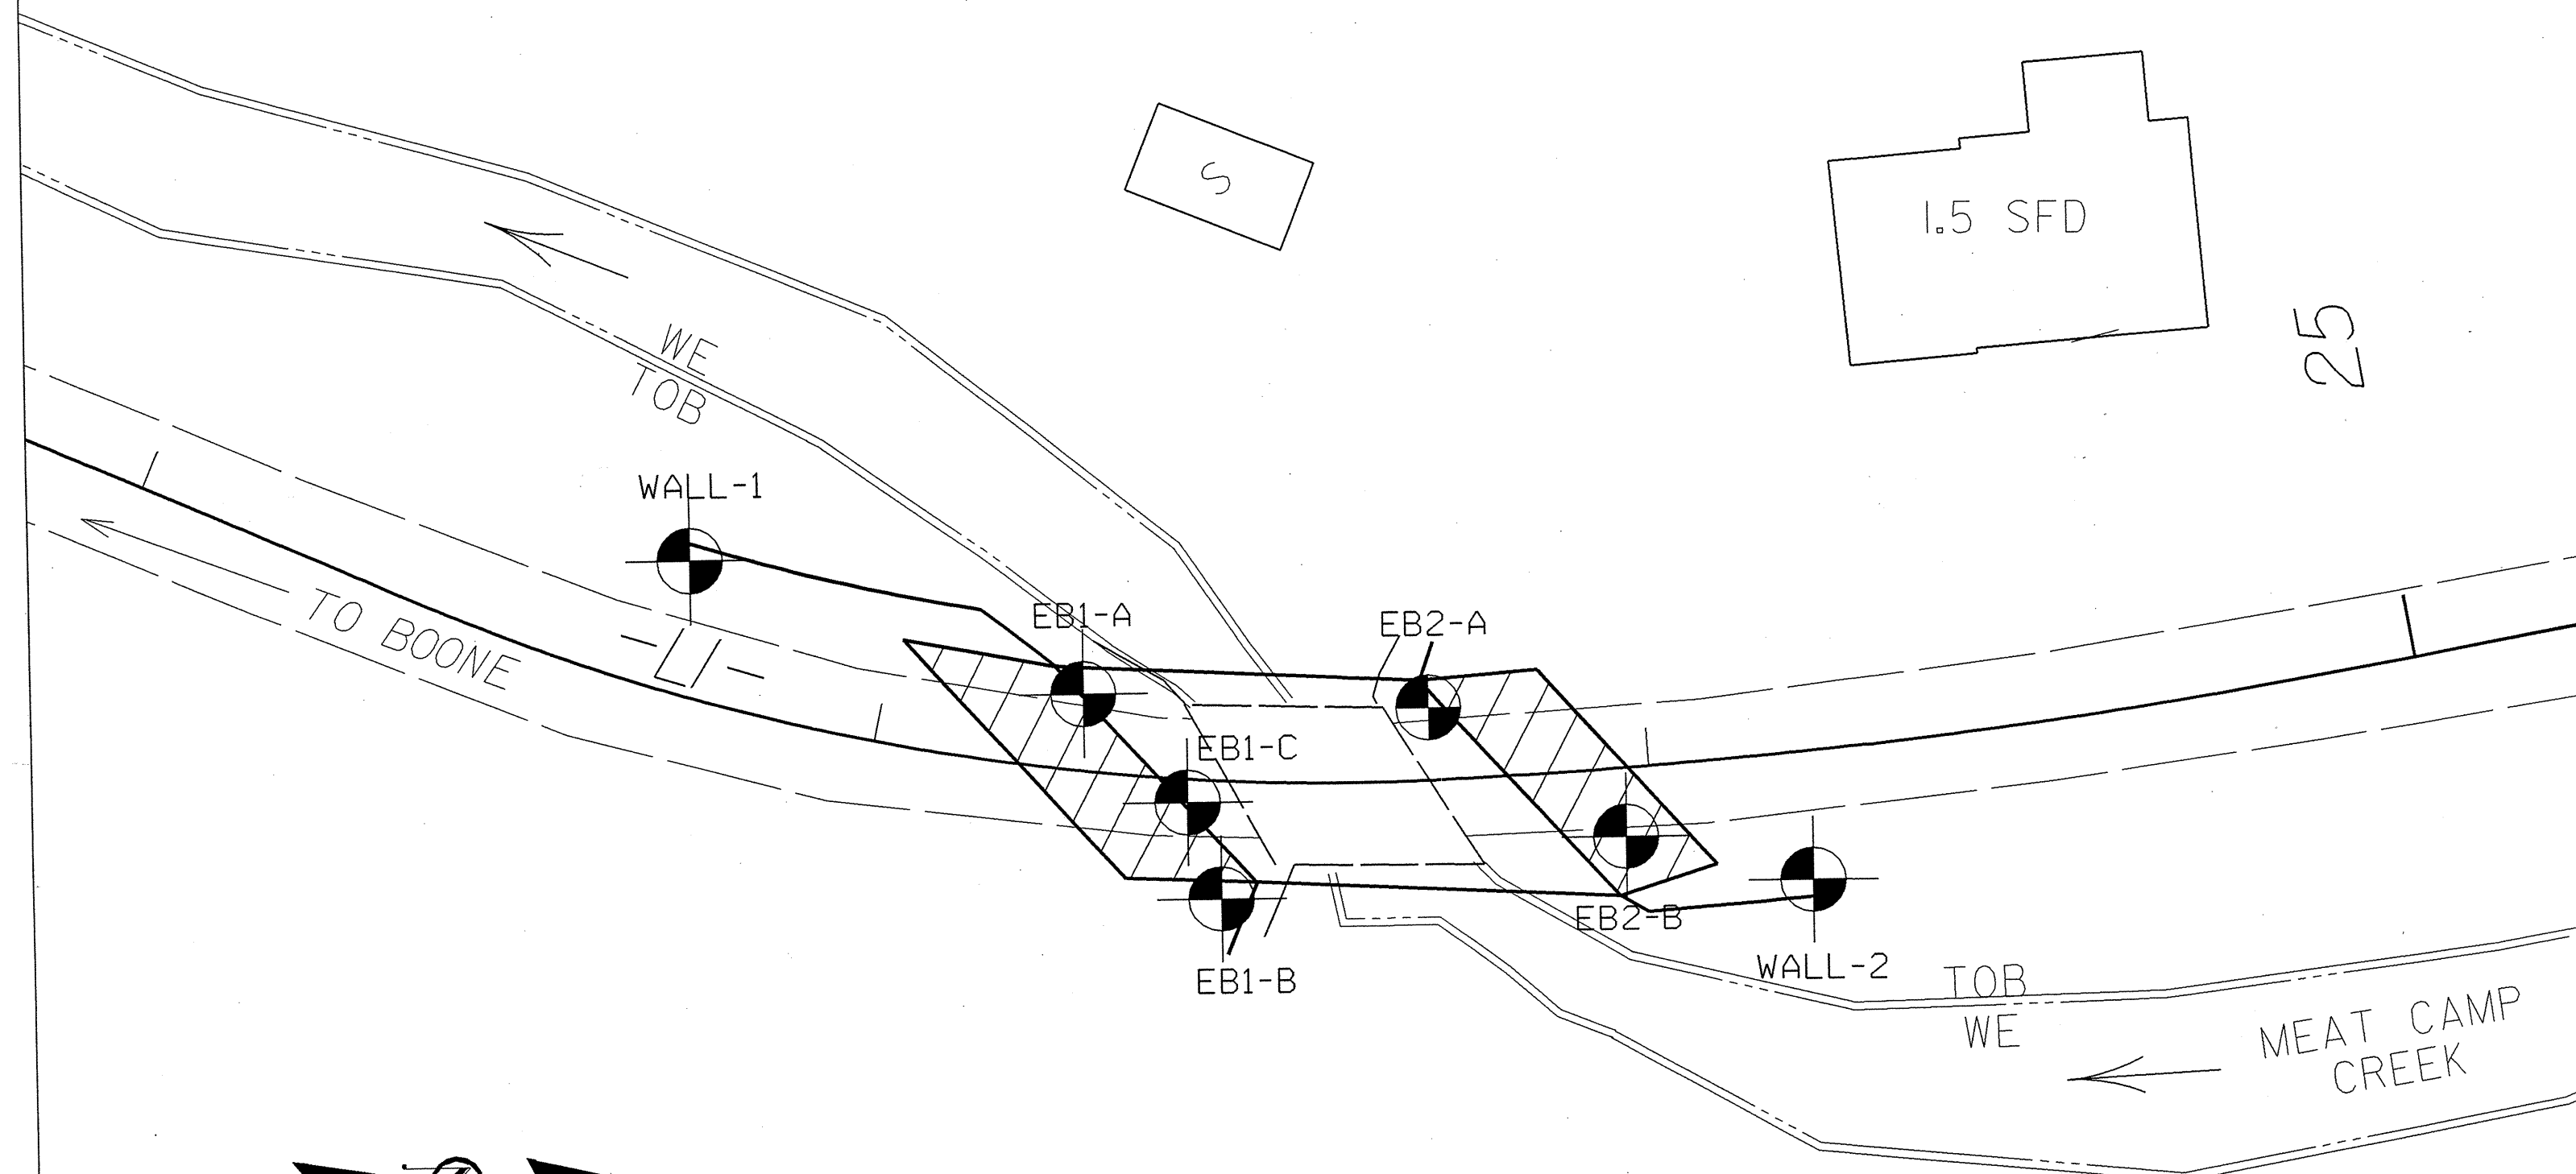 S
1.5 SFD
25
WE
TOB
WALL-1
TO BOONE
-L-
EB1-A
EB2-A
EB1-C
EB2-B
EB1-B
WALL-2
TOB
WE
MEAT CAMP
CREEK